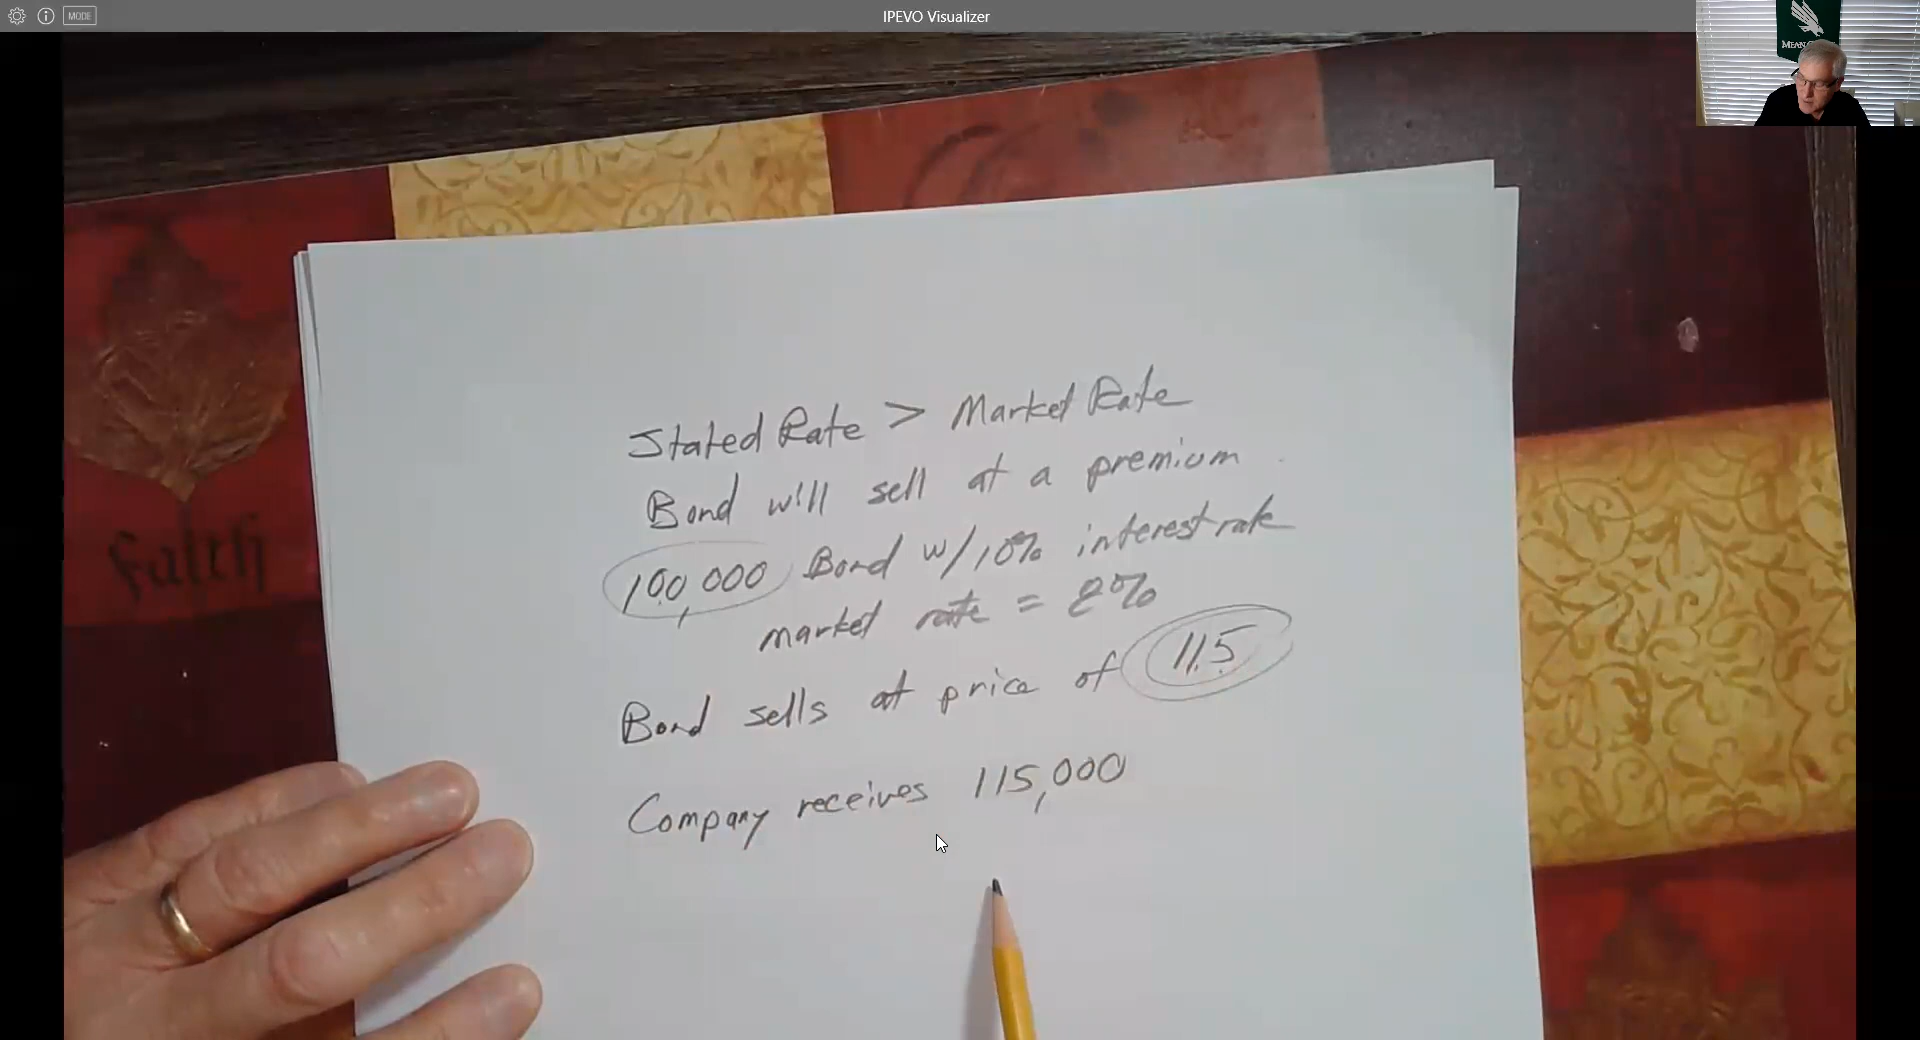 MODE
IPEVO Visualizer
MEAN
Stated Rate > Market Rate
Bond will sell at a premium
100,000 Bond w/10% interest rate
market rate = 8%
Bond sells at price of 115
Company receives 115,000
faith